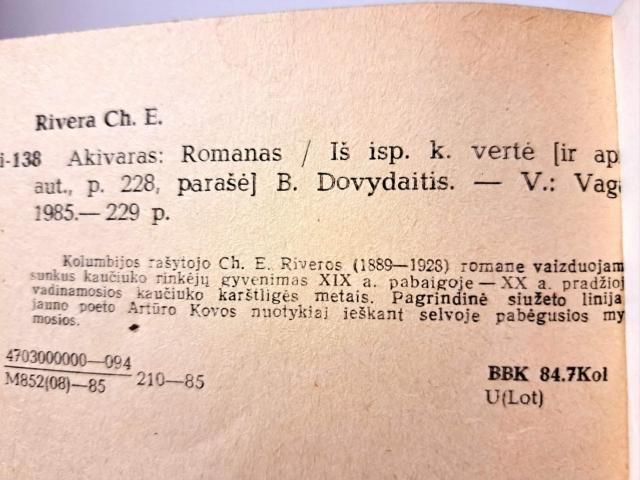 Rivera Ch. E.
i-138 Akivaras: Romanas / Iš isp. k. vertė [ir ap
aut., p. 228, parašė] B. Dovydaitis. — V.: Vaga
1985.— 229 p.
Kolumbijos rašytojo Ch. E. Riveros (1889—1928) romane vaizduojam
sunkus kaučiuko rinkėjų gyvenimas XIX a. pabaigoje — XX a. pradžioj
vadinamosios kaučiuko karštligės metais. Pagrindinė siužeto linija
jauno poeto Artūro Kovos nuotykiai ieškant selvoje pabėgusios my
mosios.
4703000000—094
M852(08)—85
210—85
BBK 84.7Kol
U(Lot)